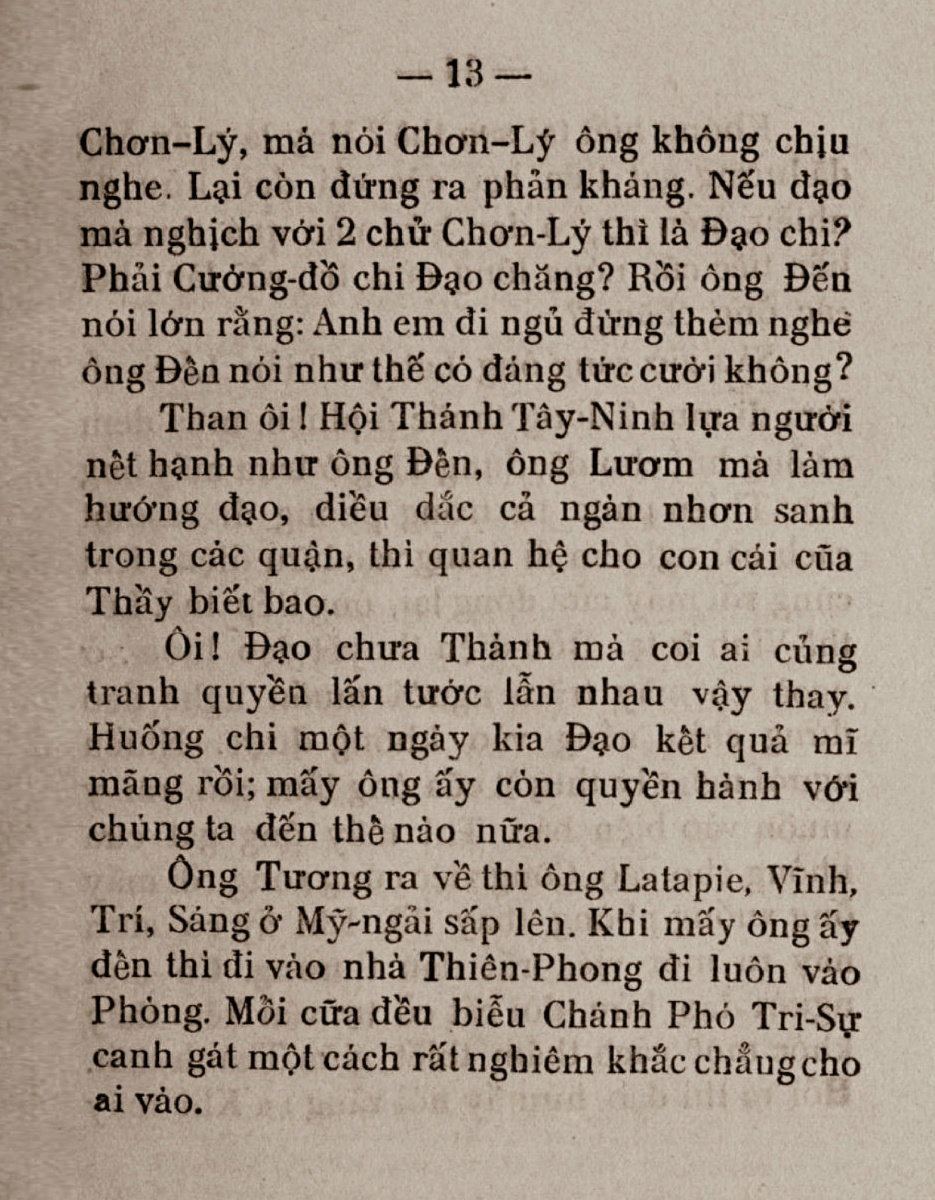 — 13 —
Chơn-Lý, mà nói Chơn-Lý ông không chịu
nghe. Lại còn đứng ra phản kháng. Nếu đạo
mà nghịch với 2 chử Chơn-Lý thì là Đạo chi?
Phải Cường-đồ chi Đạo chăng? Rồi ông Đến
nói lớn rằng: Anh em đi ngủ đừng thèm nghe
ông Đền nói như thế có đáng tức cười không?
Than ôi! Hội Thánh Tây-Ninh lựa người
nết hạnh như ông Đền, ông Lươm mà làm
hướng đạo, diều dắc cả ngàn nhơn sanh
trong các quận, thì quan hệ cho con cái cũa
Thầy biết bao.
Ôi! Đạo chưa Thành mà coi ai củng
tranh quyền lấn tước lẫn nhau vậy thay.
Huống chi một ngày kia Đạo kết quả mĩ
mãng rồi; mấy ông ấy còn quyền hành với
chúng ta đến thế nào nữa.
Ông Tương ra về thì ông Latapie, Vĩnh,
Trí, Sáng ở Mỹ-ngải sấp lên. Khi mấy ông ấy
đến thì đi vào nhà Thiên-Phong đi luôn vào
Phòng. Mỗi cữa đều biễu Chánh Phó Tri-Sự
canh gát một cách rất nghiêm khắc chẳng cho
ai vào.